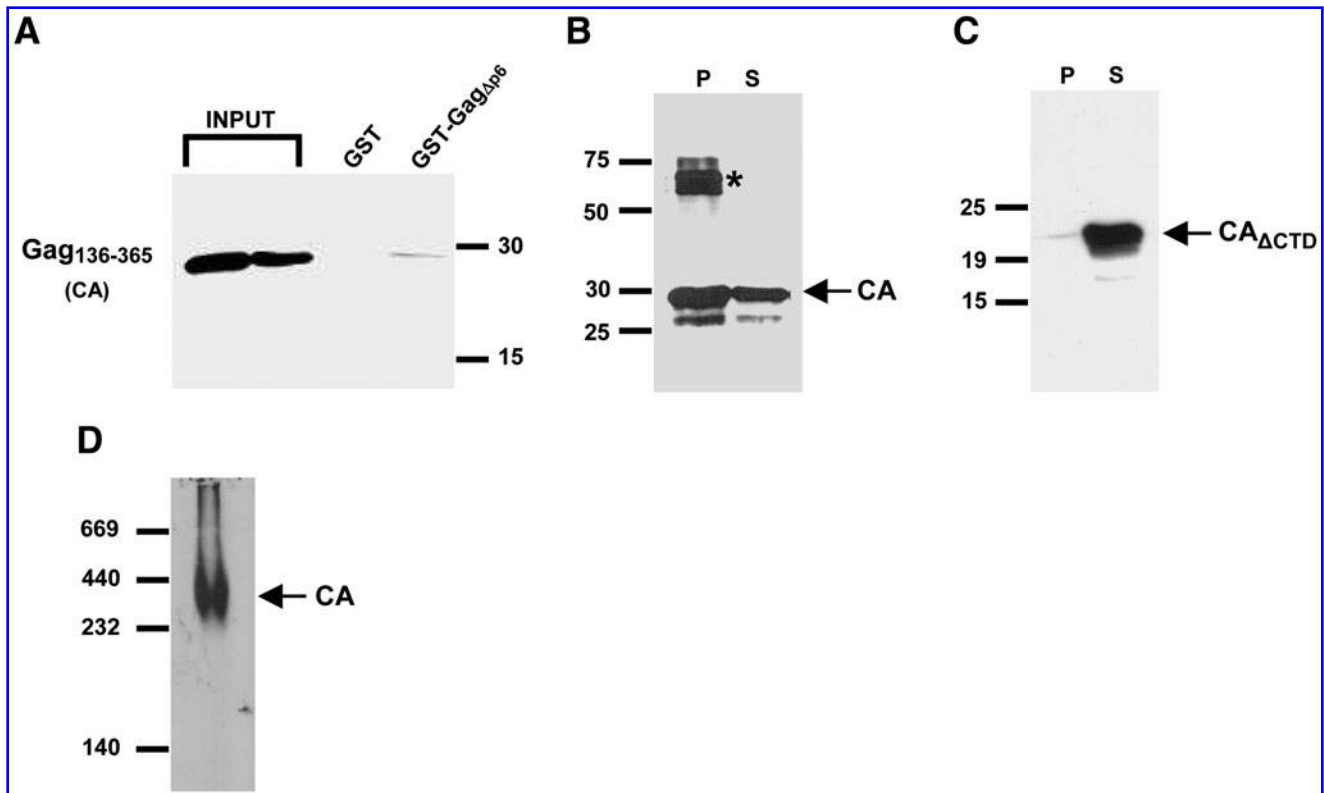 A
INPUT
GST
GST-GagΔp6
Gag136-365
(CA)
30
15
B
P S
75
*
50
30
CA
25
C
P S
25
CAΔCTD
19
15
D
669
440
CA
232
140